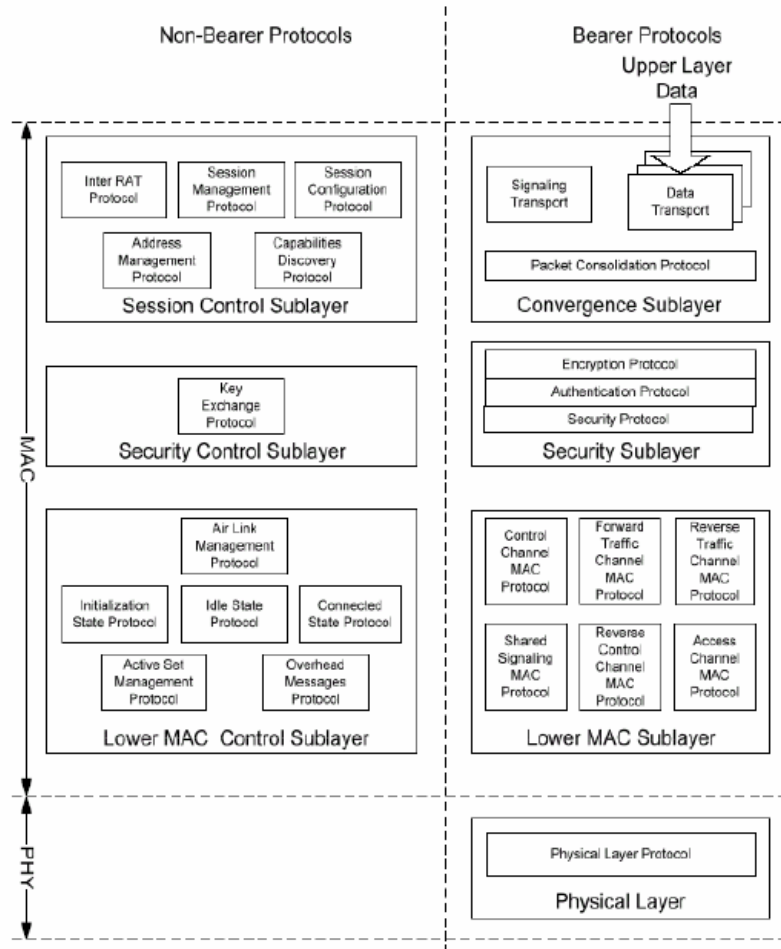 Non-Bearer Protocols
Bearer Protocols
Upper Layer
Data
MAC
Inter RAT
Protocol
Session
Management
Protocol
Session
Configuration
Protocol
Address
Management
Protocol
Capabilities
Discovery
Protocol
Session Control Sublayer
Signaling
Transport
Data
Transport
Packet Consolidation Protocol
Convergence Sublayer
Key
Exchange
Protocol
Security Control Sublayer
Encryption Protocol
Authentication Protocol
Security Protocol
Security Sublayer
Air Link
Management
Protocol
Initialization
State Protocol
Idle State
Protocol
Connected
State Protocol
Active Set
Management
Protocol
Overhead
Messages
Protocol
Lower MAC Control Sublayer
Control
Channel
MAC
Protocol
Forward
Traffic
Channel
MAC
Protocol
Reverse
Traffic
Channel
MAC
Protocol
Shared
Signaling
MAC
Protocol
Reverse
Control
Channel
MAC
Protocol
Access
Channel
MAC
Protocol
Lower MAC Sublayer
PHY
Physical Layer Protocol
Physical Layer